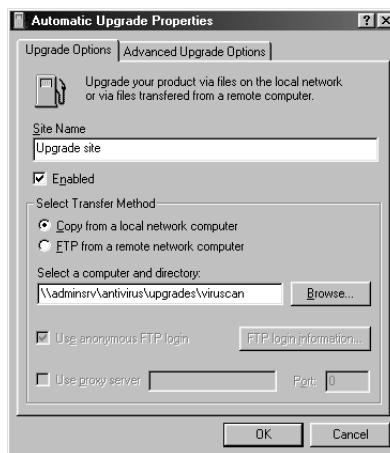 Automatic Upgrade Properties
Upgrade Options
Advanced Upgrade Options
Upgrade your product via files on the local network
or via files transfered from a remote computer.
Site Name
Upgrade site
Enabled
Select Transfer Method
Copy from a local network computer
FTP from a remote network computer
Select a computer and directory:
\\adminsrv\antivirus\upgrades\viruscan
Browse...
Use anonymous FTP login
FTP login information...
Use proxy server
Port: 0
OK
Cancel